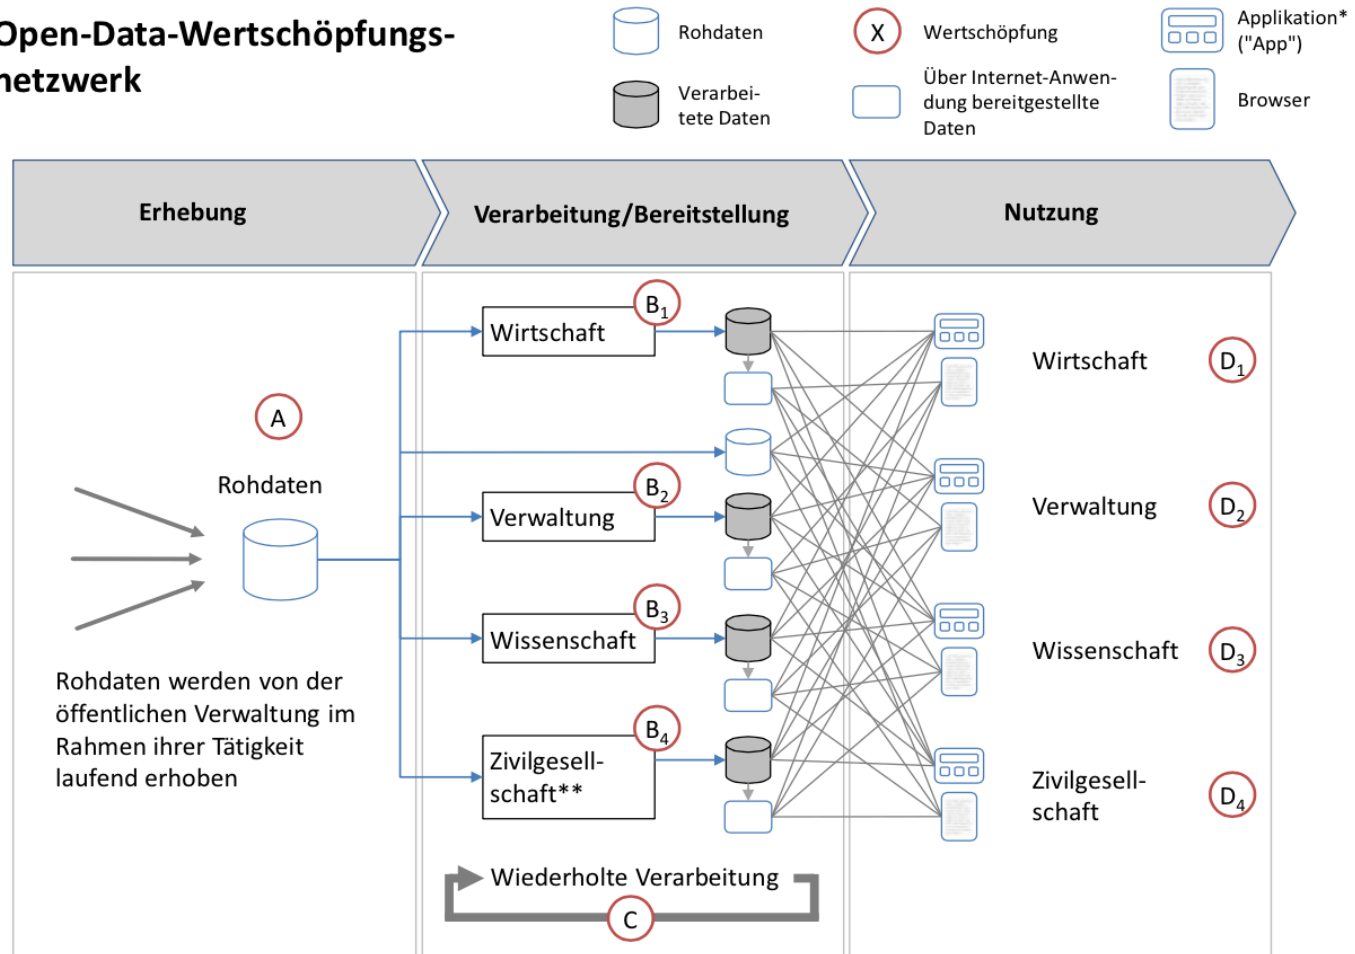 Open-Data-Wertschöpfungs-
netzwerk
Rohdaten
X
Wertschöpfung
Applikation*
("App")
Verarbei-
tete Daten
Über Internet-Anwen-
dung bereitgestellte
Daten
Browser
Erhebung
Verarbeitung/Bereitstellung
Nutzung
A
Rohdaten
Rohdaten werden von der
öffentlichen Verwaltung im
Rahmen ihrer Tätigkeit
laufend erhoben
B1
Wirtschaft
B2
Verwaltung
B3
Wissenschaft
B4
Zivilgesell-
schaft**
Wiederholte Verarbeitung
C
Wirtschaft
D1
Verwaltung
D2
Wissenschaft
D3
Zivilgesell-
schaft
D4